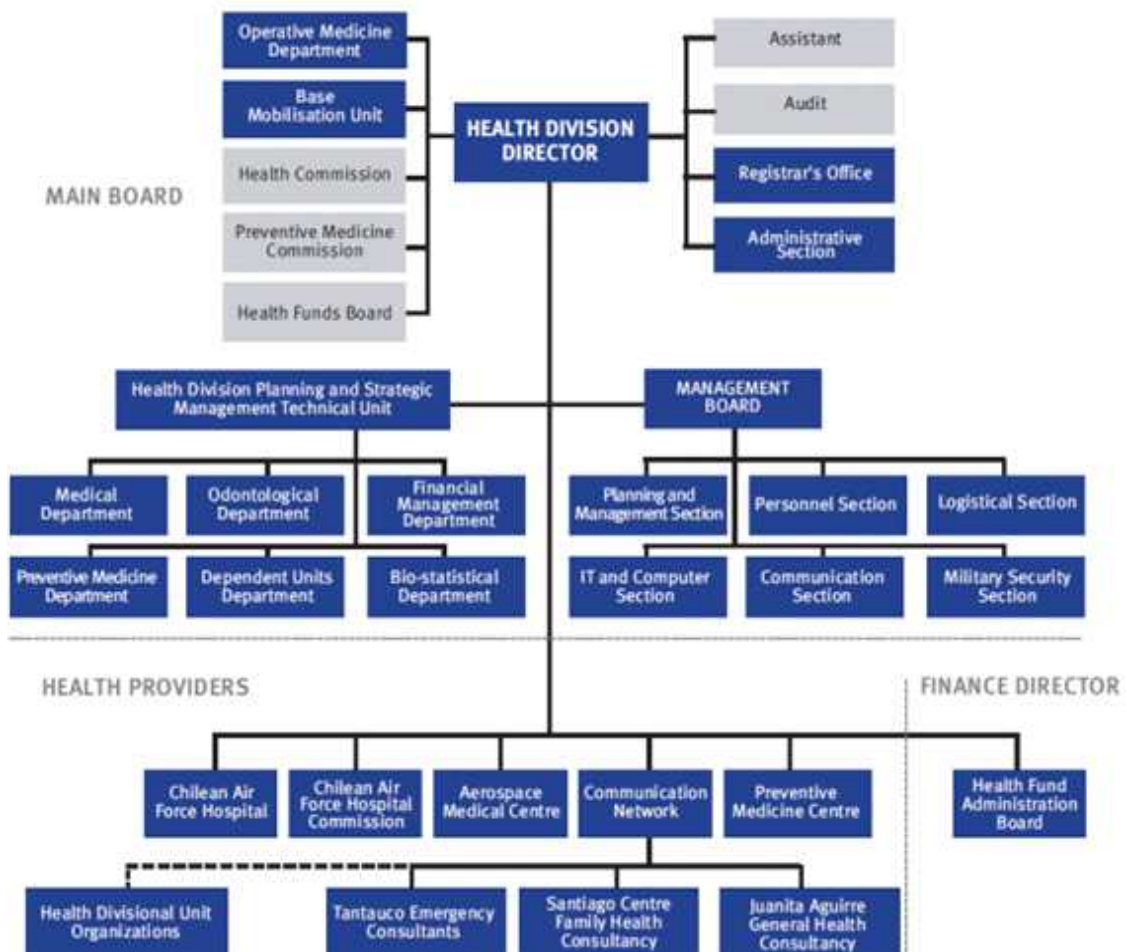 Operative Medicine
Department
Base
Mobilisation Unit
Health Commission
Preventive Medicine
Commission
Health Funds Board
MAIN BOARD
HEALTH DIVISION
DIRECTOR
Assistant
Audit
Registrar's Office
Administrative
Section
Health Division Planning and Strategic
Management Technical Unit
MANAGEMENT
BOARD
Medical
Department
Odontological
Department
Financial
Management
Department
Planning and
Management Section
Personnel Section
Logistical Section
Preventive Medicine
Department
Dependent Units
Department
Bio-statistical
Department
IT and Computer
Section
Communication
Section
Military Security
Section
HEALTH PROVIDERS
FINANCE DIRECTOR
Chilean Air
Force Hospital
Chilean Air
Force Hospital
Commission
Aerospace
Medical Centre
Communication
Network
Preventive
Medicine Centre
Health Fund
Administration
Board
Health Divisional Unit
Organizations
Tantauco Emergency
Consultants
Santiago Centre
Family Health
Consultancy
Juanita Aguirre
General Health
Consultancy